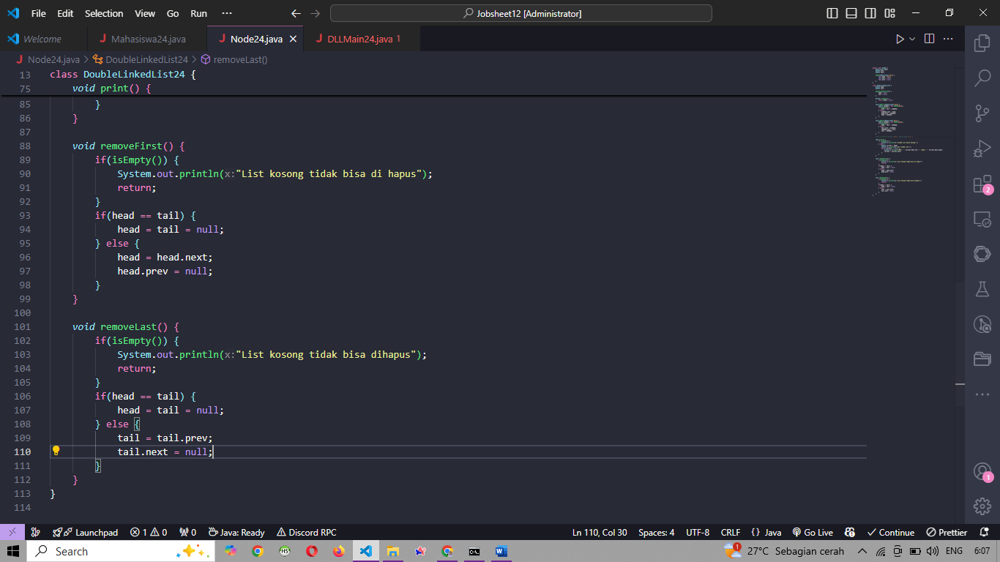 File Edit Selection View Go Run ··· Jobsheet12 [Administrator]
Welcome Mahasiswa24.java Node24.java DLLMain24.java 1
Node24.java > DoubleLinkedList24 > removeLast()
13 class DoubleLinkedList24 {
75 void print() {
85 }
86 }
87
88 void removeFirst() {
89 if(isEmpty()) {
90 System.out.println(x:"List kosong tidak bisa di hapus");
91 return;
92 }
93 if(head == tail) {
94 head = tail = null;
95 } else {
96 head = head.next;
97 head.prev = null;
98 }
99 }
100
101 void removeLast() {
102 if(isEmpty()) {
103 System.out.println(x:"List kosong tidak bisa dihapus");
104 return;
105 }
106 if(head == tail) {
107 head = tail = null;
108 } else {
109 tail = tail.prev;
110 tail.next = null;
111 }
112 }
113 }
114
2
1
Launchpad 1 0 0 Java: Ready Discord RPC Ln 110, Col 30 Spaces: 4 UTF-8 CRLF {} Java Go Live Continue Prettier
Search HS 1 27°C Sebagian cerah ENG 6:07